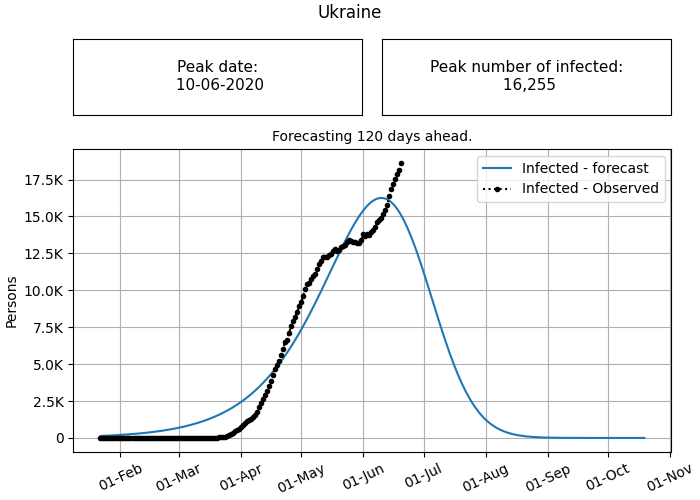 Ukraine
Peak date:
10-06-2020
Peak number of infected:
16,255
Forecasting 120 days ahead.
Infected - forecast
Infected - Observed
Persons
17.5K
15.0K
12.5K
10.0K
7.5K
5.0K
2.5K
0
01-Feb
01-Mar
01-Apr
01-May
01-Jun
01-Jul
01-Aug
01-Sep
01-Oct
01-Nov